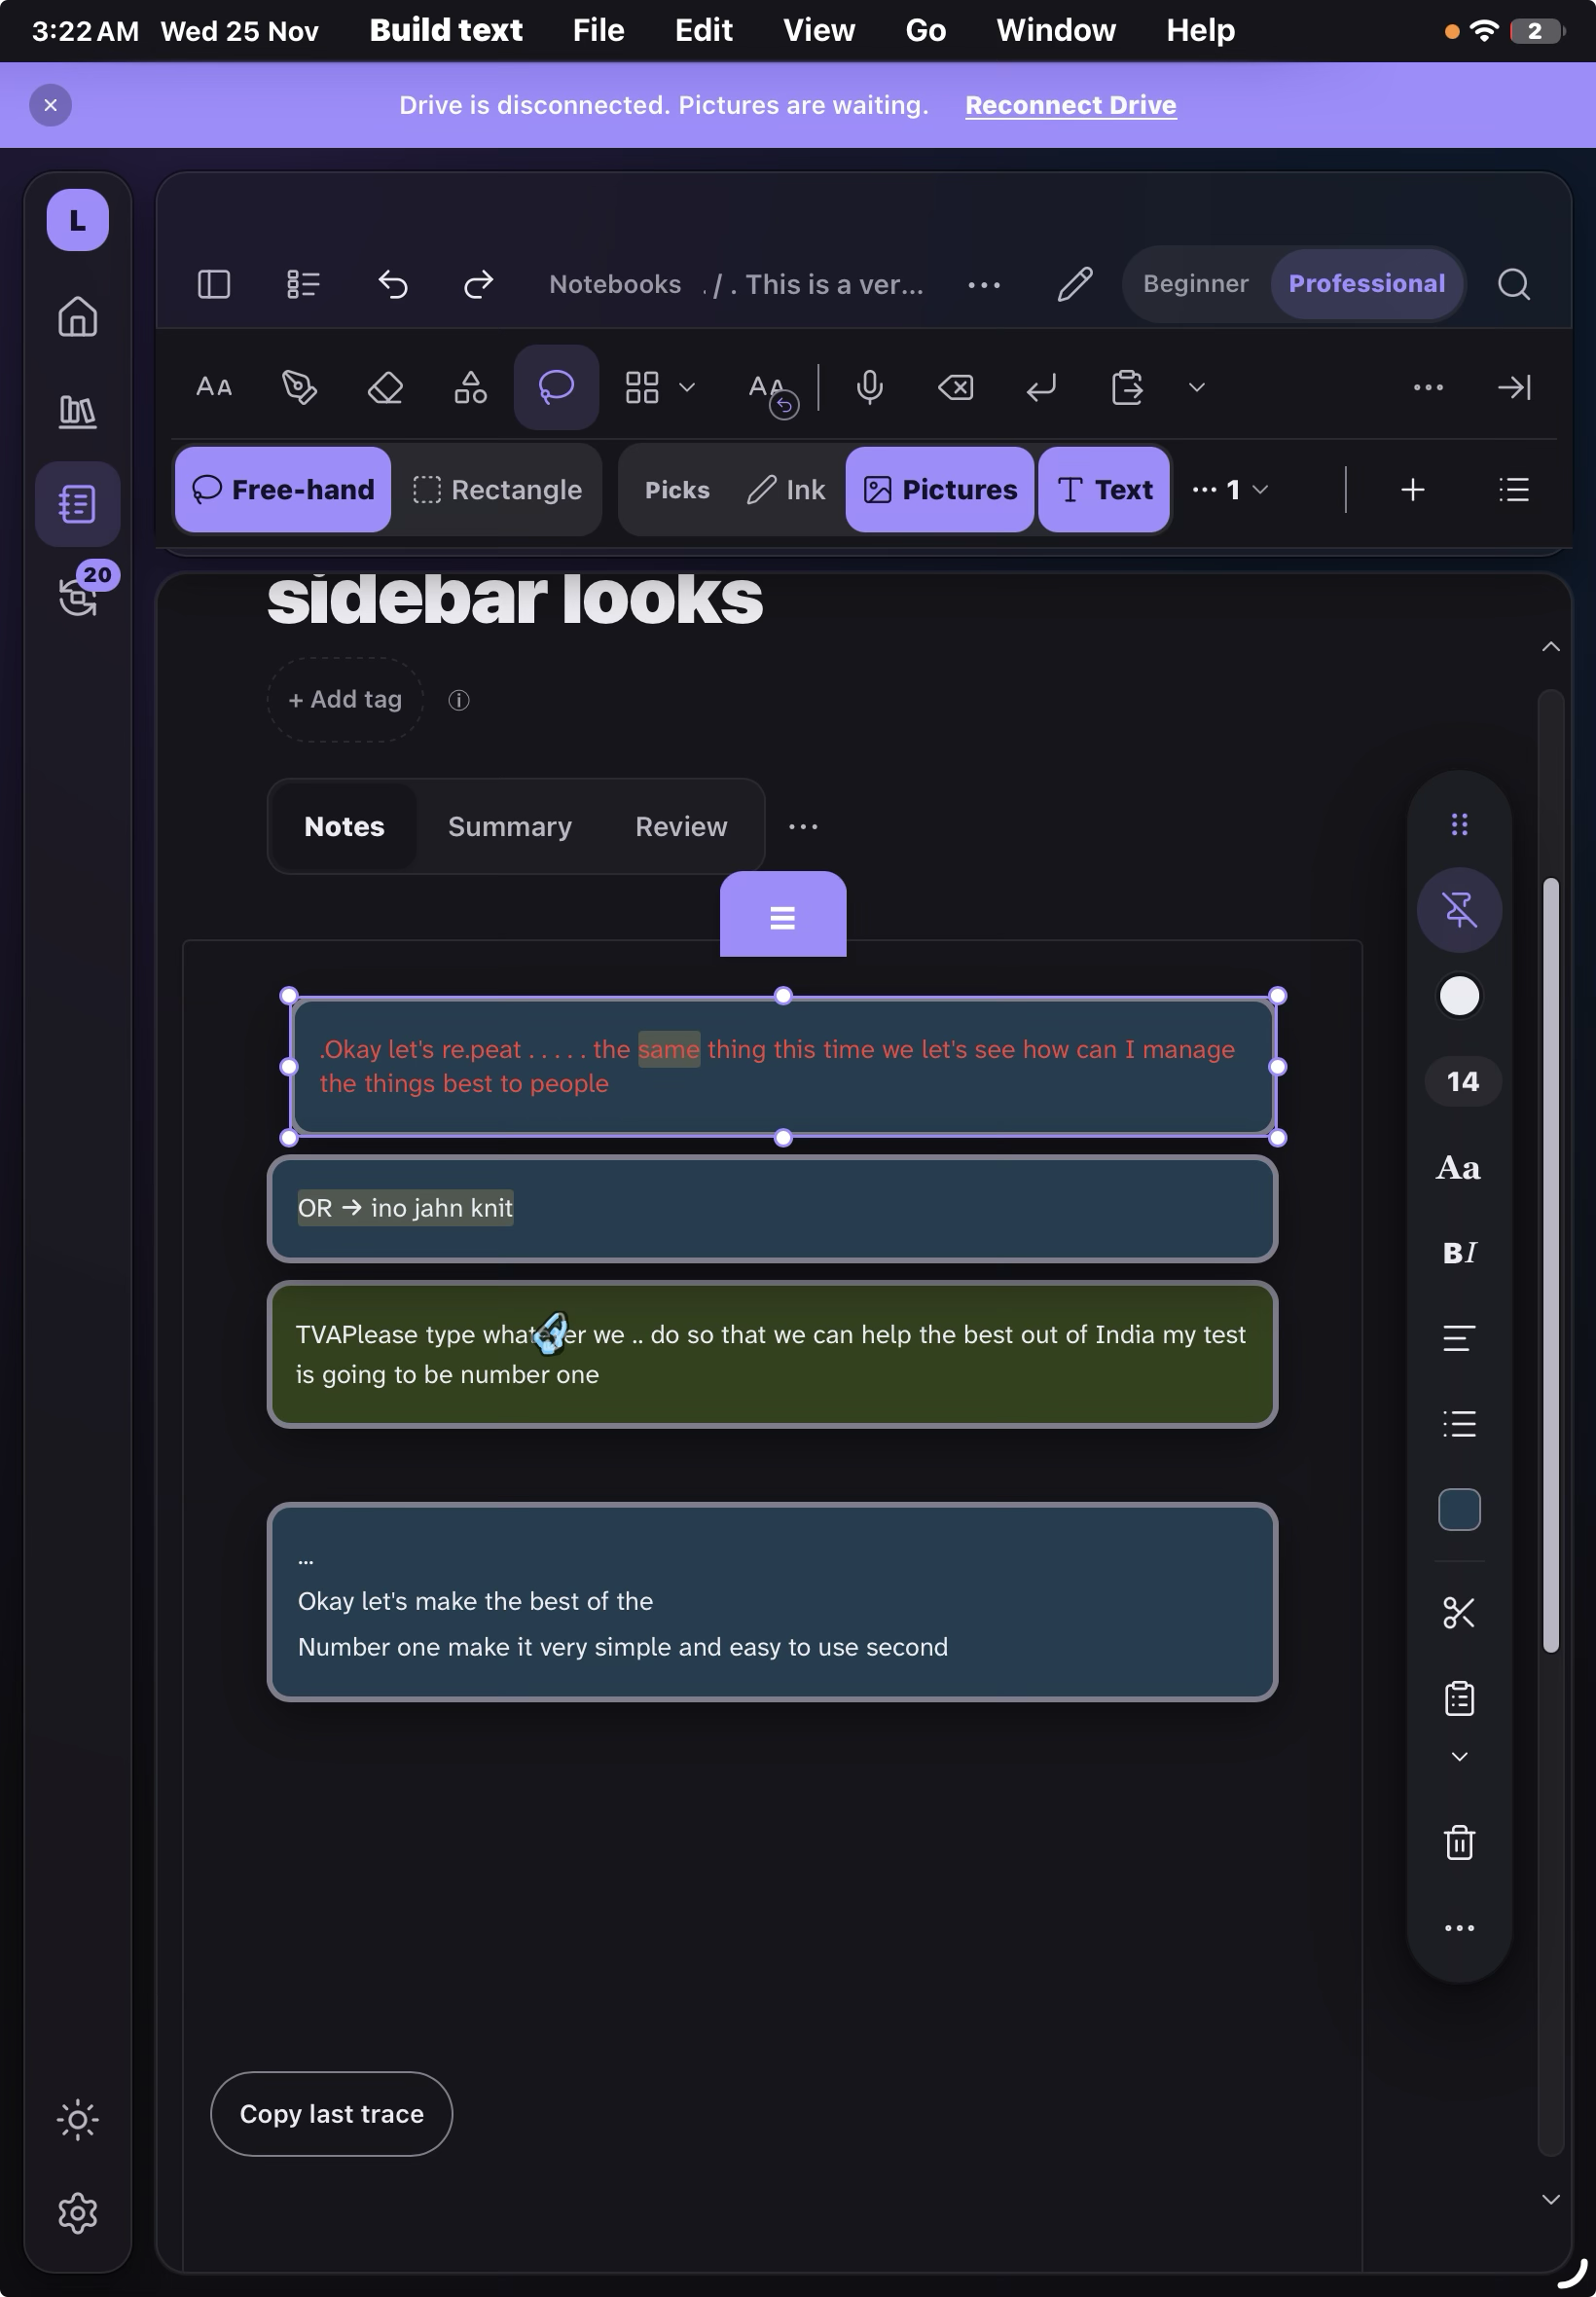 3:22 AM Wed 25 Nov Build text File Edit View Go Window Help 2
Drive is disconnected. Pictures are waiting. Reconnect Drive
L
Notebooks . / . This is a ver... Beginner Professional
AA AA
Free-hand Rectangle Picks Ink Pictures Text ... 1
20
sidebar looks
+ Add tag
Notes Summary Review
.Okay let's re.peat . . . . . the same thing this time we let's see how can I manage
the things best to people
14
OR → ino jahn knit
Aa
BI
TVAPlease type er we .. do so that we can help the best out of India my test
is going to be number one
...
Okay let's make the best of the
Number one make it very simple and easy to use second
Copy last trace